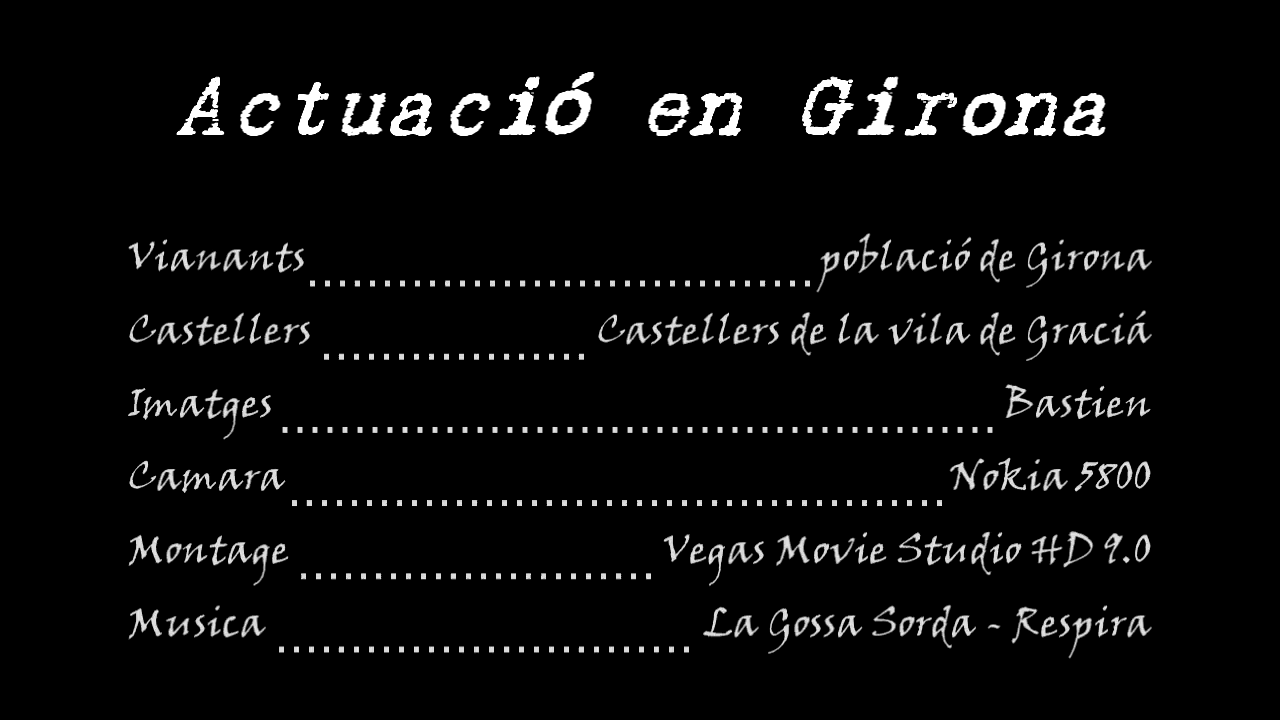 Actuació en Girona
Vianants ................................. població de Girona
Castellers .................. Castellers de la vila de Graciá
Imatges ................................................ Bastien
Camara ............................................ Nokia 5800
Montage ........................ Vegas Movie Studio HD 9.0
Musica ............................ La Gossa Sorda - Respira